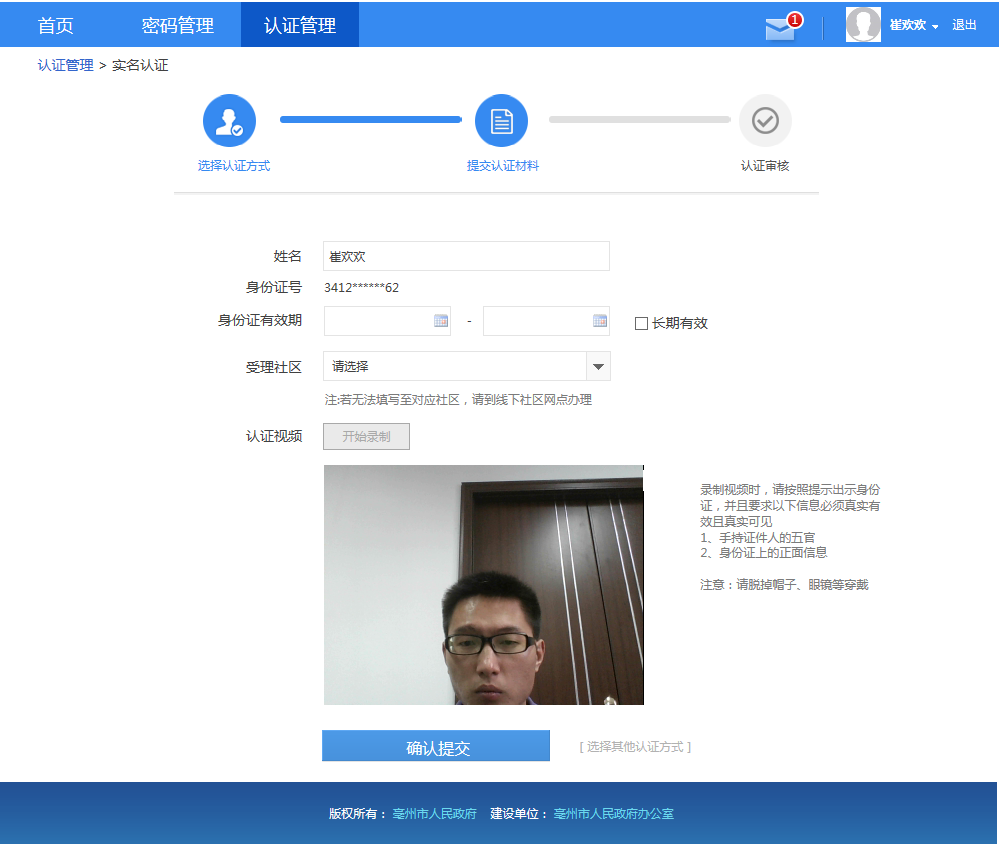 首页 密码管理 认证管理 1 崔欢欢 退出
认证管理 > 实名认证
选择认证方式 提交认证材料 认证审核
姓名 崔欢欢
身份证号 3412******62
身份证有效期 - 长期有效
受理社区 请选择
注:若无法填写至对应社区，请到线下社区网点办理
认证视频 开始录制
录制视频时，请按照提示出示身份
证，并且要求以下信息必须真实有
效且真实可见
1、手持证件人的五官
2、身份证上的正面信息
注意：请脱掉帽子、眼镜等穿戴
确认提交 [ 选择其他认证方式 ]
版权所有： 亳州市人民政府 建设单位： 亳州市人民政府办公室